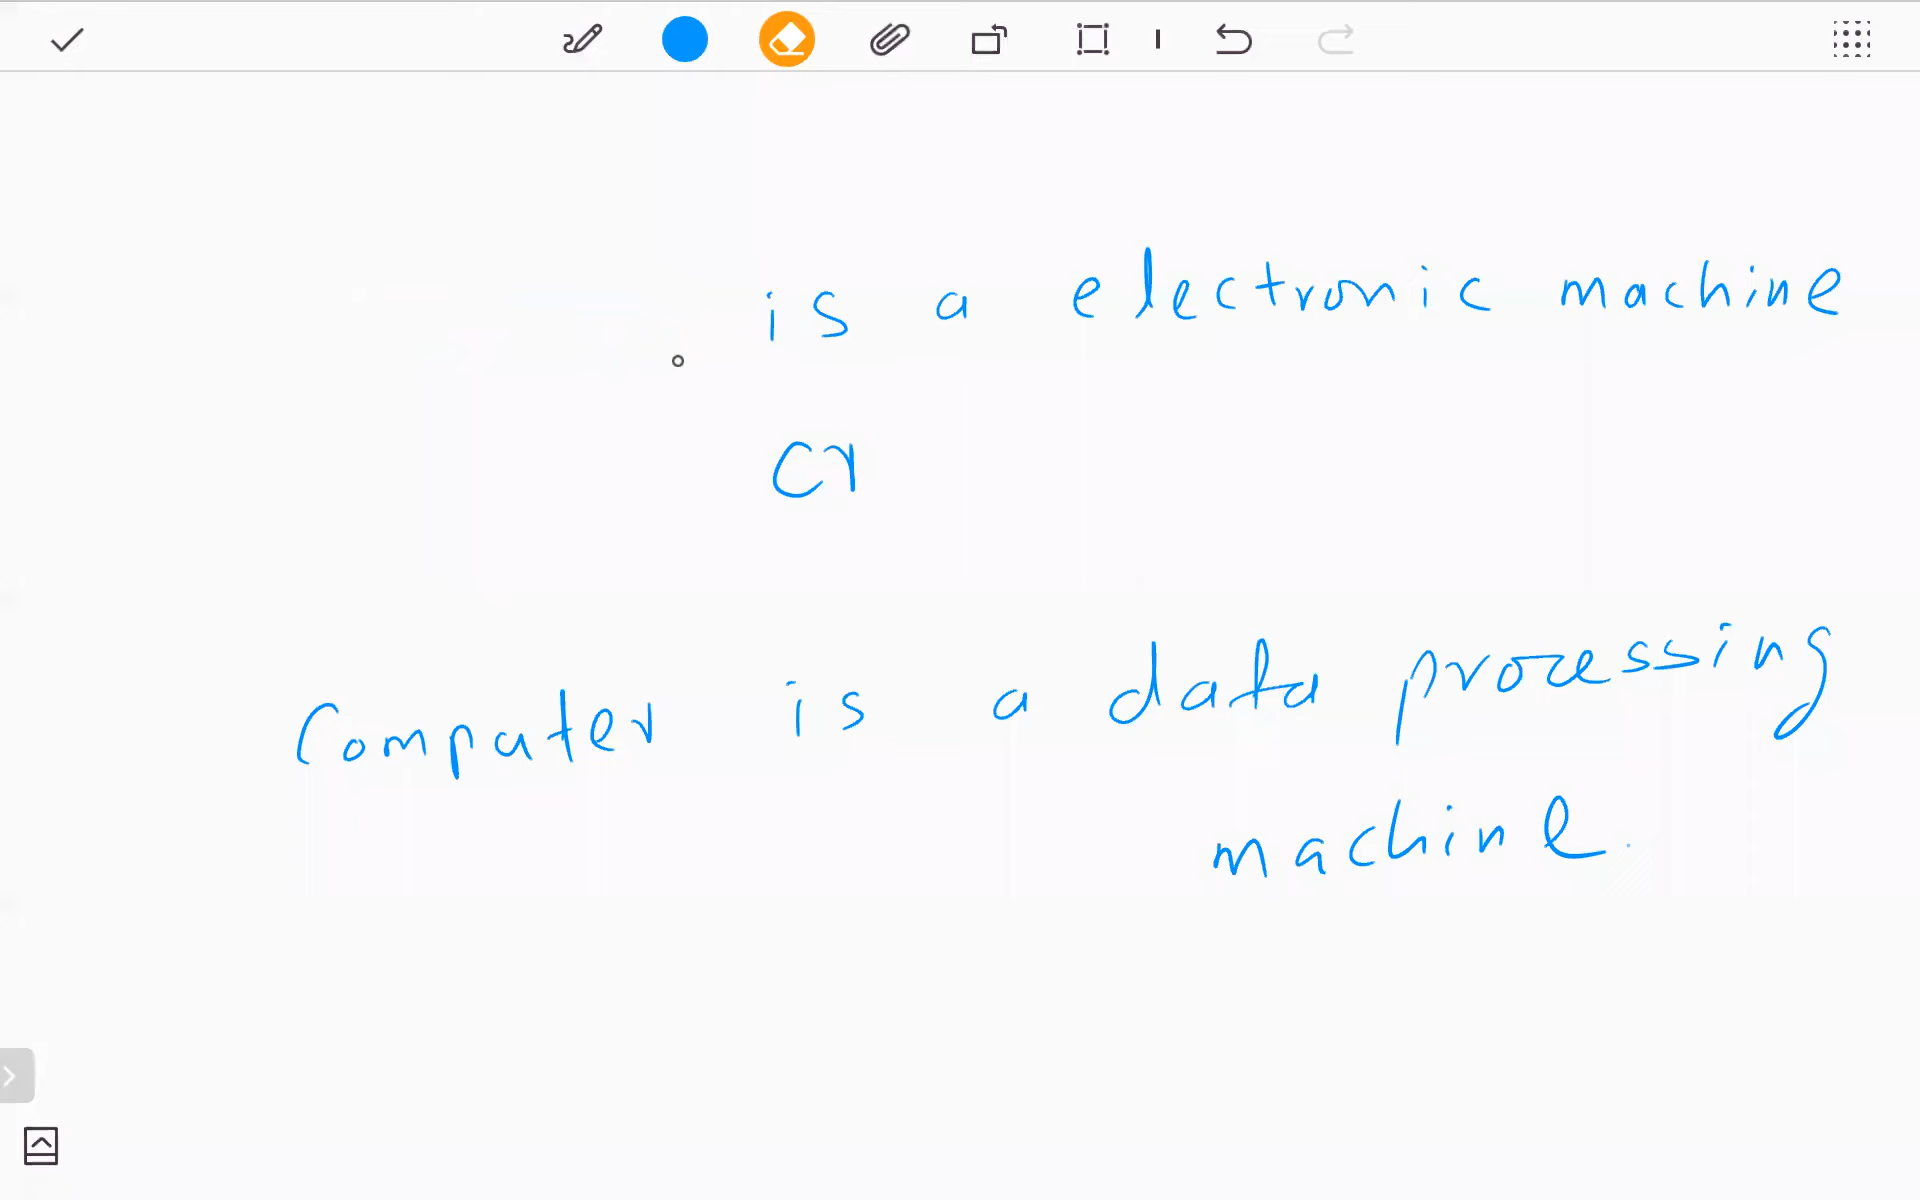 is a electronic machine
or
Computer is a data processing
machine.